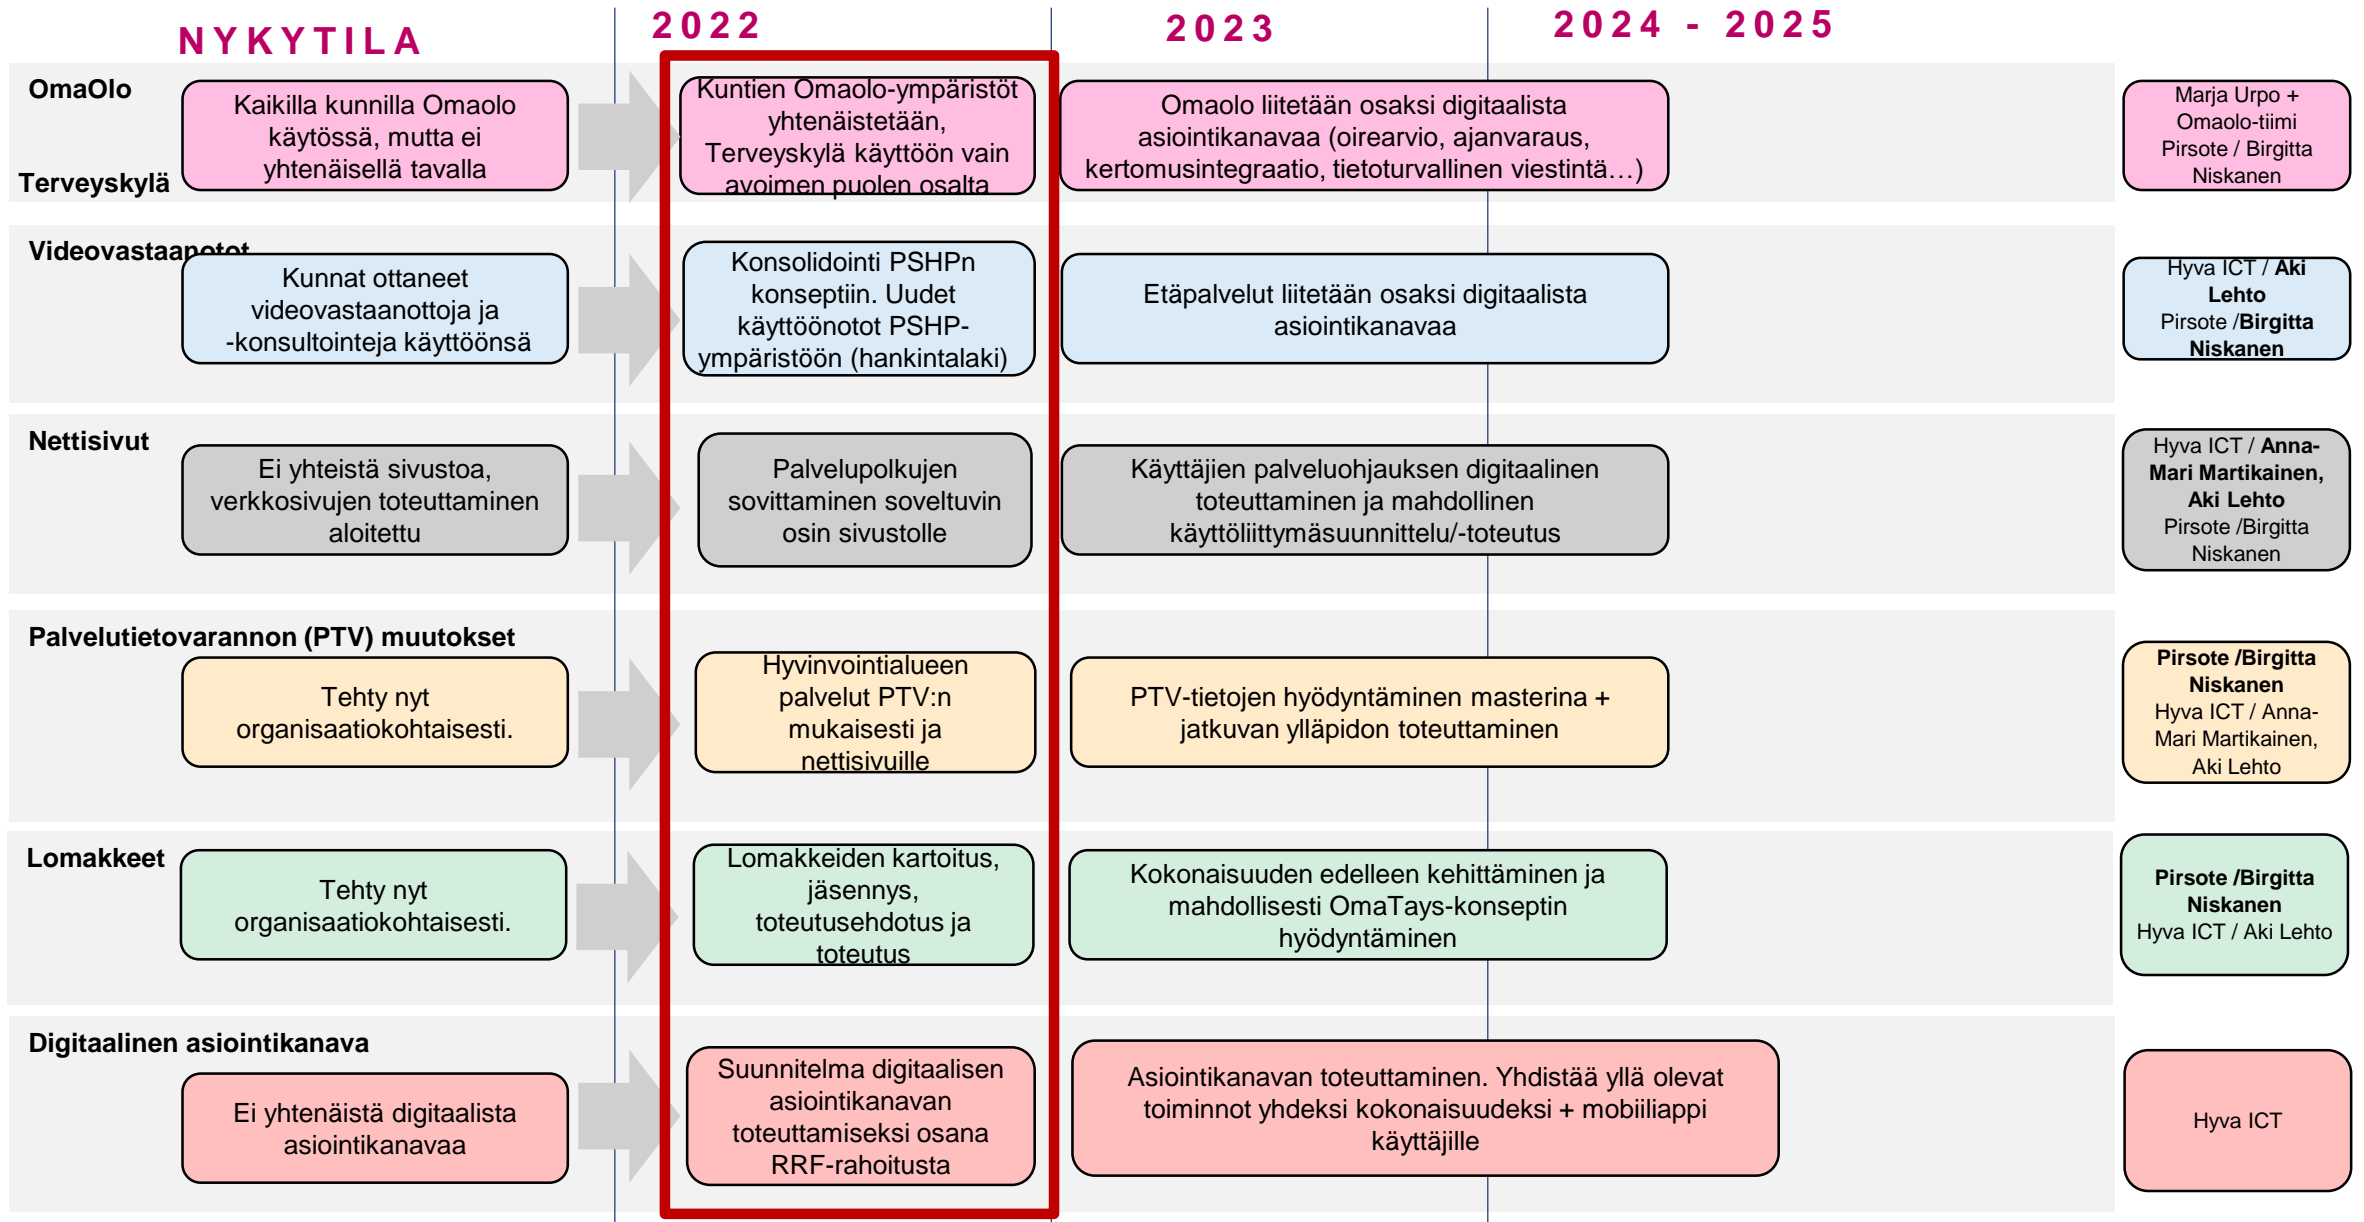 NYKYTILA
2022
2023
2024 - 2025
OmaOlo
Terveyskylä
Kaikilla kunnilla Omaolo
käytössä, mutta ei
yhtenäisellä tavalla
Kuntien Omaolo-ympäristöt
yhtenäistetään,
Terveyskylä käyttöön vain
avoimen puolen osalta
Omaolo liitetään osaksi digitaalista
asiointikanavaa (oirearvio, ajanvaraus,
kertomusintegraatio, tietoturvallinen viestintä…)
Marja Urpo +
Omaolo-tiimi
Pirsote / Birgitta
Niskanen
Videovastaanotot
Kunnat ottaneet
videovastaanottoja ja
-konsultointeja käyttöönsä
Konsolidointi PSHPn
konseptiin. Uudet
käyttöönotot PSHP-
ympäristöön (hankintalaki)
Etäpalvelut liitetään osaksi digitaalista
asiointikanavaa
Hyva ICT / Aki
Lehto
Pirsote /Birgitta
Niskanen
Nettisivut
Ei yhteistä sivustoa,
verkkosivujen toteuttaminen
aloitettu
Palvelupolkujen
sovittaminen soveltuvin
osin sivustolle
Käyttäjien palveluohjauksen digitaalinen
toteuttaminen ja mahdollinen
käyttöliittymäsuunnittelu/-toteutus
Hyva ICT / Anna-
Mari Martikainen,
Aki Lehto
Pirsote /Birgitta
Niskanen
Palvelutietovarannon (PTV) muutokset
Tehty nyt
organisaatiokohtaisesti.
Hyvinvointialueen
palvelut PTV:n
mukaisesti ja
nettisivuille
PTV-tietojen hyödyntäminen masterina +
jatkuvan ylläpidon toteuttaminen
Pirsote /Birgitta
Niskanen
Hyva ICT / Anna-
Mari Martikainen,
Aki Lehto
Lomakkeet
Tehty nyt
organisaatiokohtaisesti.
Lomakkeiden kartoitus,
jäsennys,
toteutusehdotus ja
toteutus
Kokonaisuuden edelleen kehittäminen ja
mahdollisesti OmaTays-konseptin
hyödyntäminen
Pirsote /Birgitta
Niskanen
Hyva ICT / Aki Lehto
Digitaalinen asiointikanava
Ei yhtenäistä digitaalista
asiointikanavaa
Suunnitelma digitaalisen
asiointikanavan
toteuttamiseksi osana
RRF-rahoitusta
Asiointikanavan toteuttaminen. Yhdistää yllä olevat
toiminnot yhdeksi kokonaisuudeksi + mobiiliappi
käyttäjille
Hyva ICT